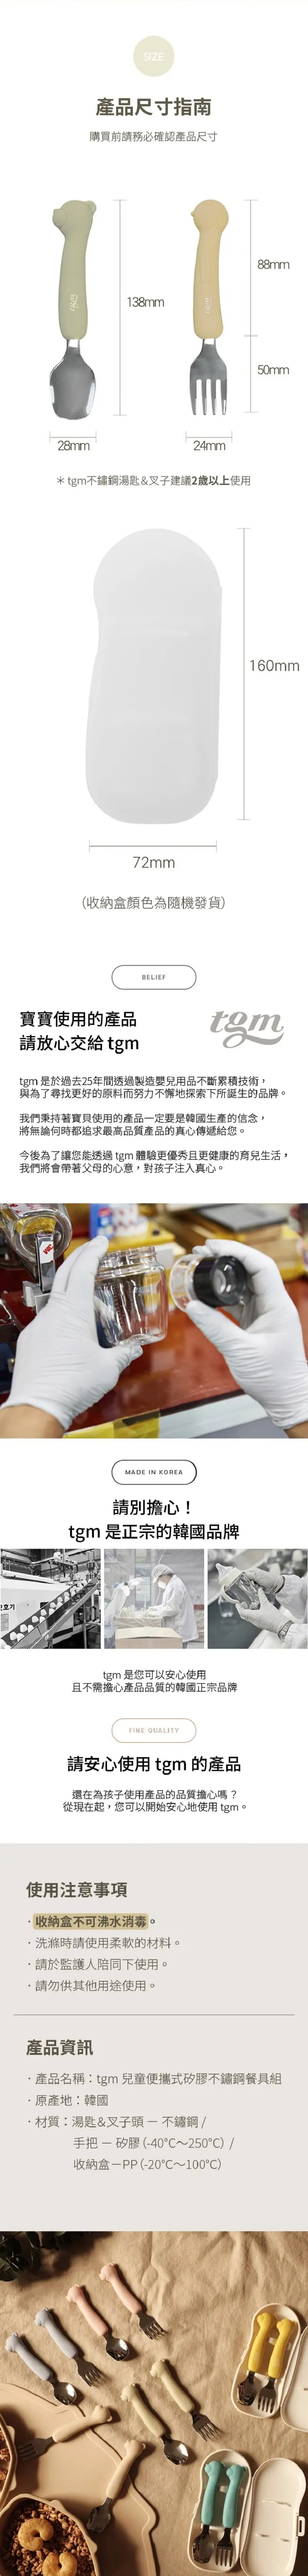 SIZE
產品尺寸指南
購買前請務必確認產品尺寸
88mm
138mm
50mm
28mm
24mm
＊tgm不鏽鋼湯匙&叉子建議2歲以上使用
160mm
72mm
（收納盒顏色為隨機發貨）
BELIEF
寶寶使用的產品
請放心交給 tgm
tgm
tgm 是於過去25年間透過製造嬰兒用品不斷累積技術，
與為了尋找更好的原料而努力不懈地探索下所誕生的品牌。
我們秉持著寶貝使用的產品一定要是韓國生產的信念，
將無論何時都追求最高品質產品的真心傳遞給您。
今後為了讓您能透過 tgm 體驗更優秀且更健康的育兒生活，
我們將會帶著父母的心意，對孩子注入真心。
MADE IN KOREA
請別擔心！
tgm 是正宗的韓國品牌
tgm 是您可以安心使用
且不需擔心產品品質的韓國正宗品牌
FINE QUALITY
請安心使用 tgm 的產品
還在為孩子使用產品的品質擔心嗎？
從現在起，您可以開始安心地使用 tgm。
使用注意事項
· 收納盒不可沸水消毒。
· 洗滌時請使用柔軟的材料。
· 請於監護人陪同下使用。
· 請勿供其他用途使用。
產品資訊
· 產品名稱：tgm 兒童便攜式矽膠不鏽鋼餐具組
· 原產地：韓國
· 材質：湯匙&叉子頭 － 不鏽鋼 /
手把 － 矽膠 (-40°C～250°C) /
收納盒－PP (-20°C～100°C)